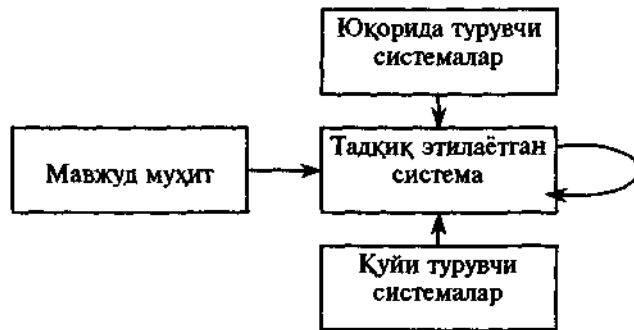 Юқорида турувчи
системалар
Мавжуд муҳит
Тадқиқ этилаётган
система
Қуйи турувчи
системалар